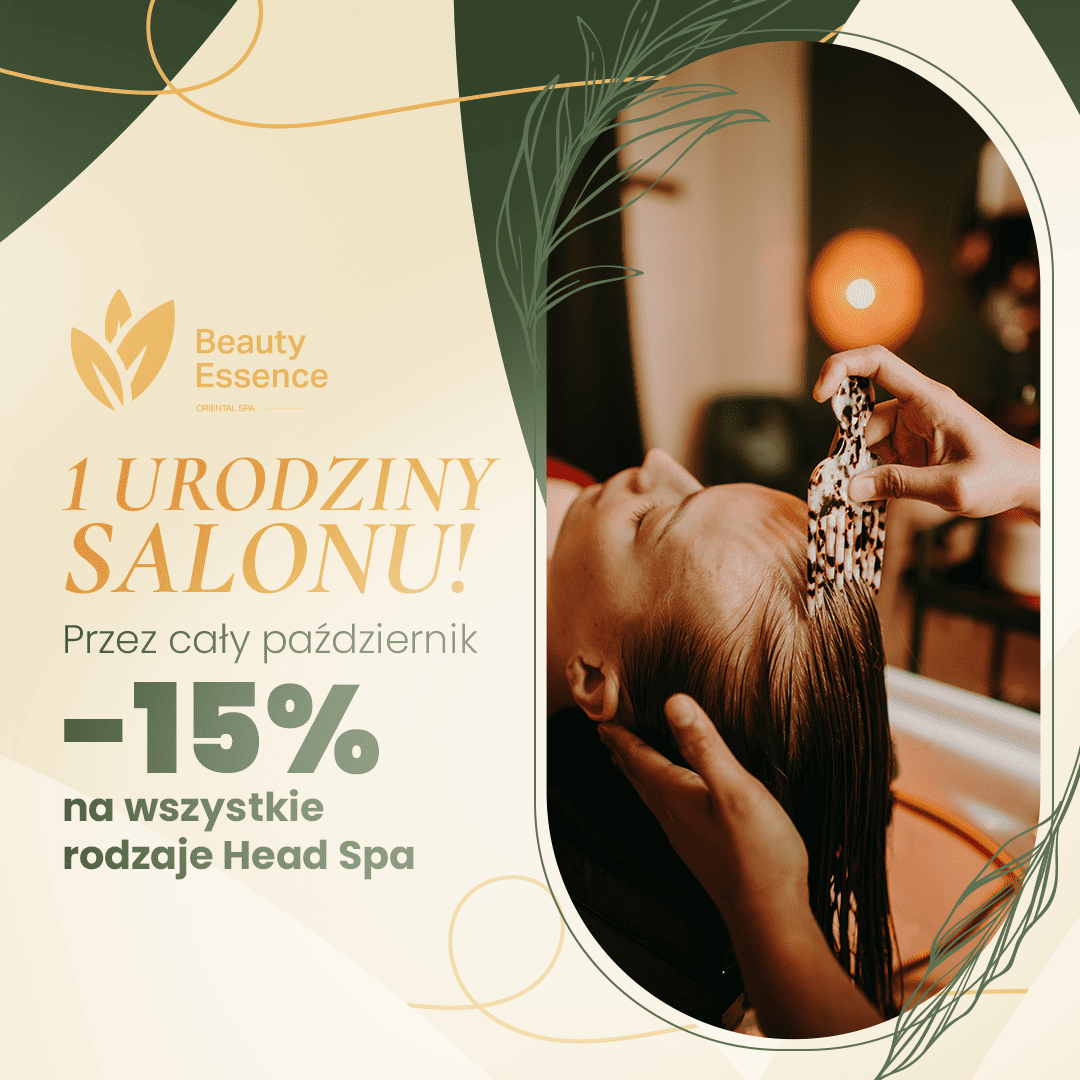 Beauty
Essence
ORIENTAL SPA
1 URODZINY
SALONU!
Przez cały październik
-15%
na wszystkie
rodzaje Head Spa